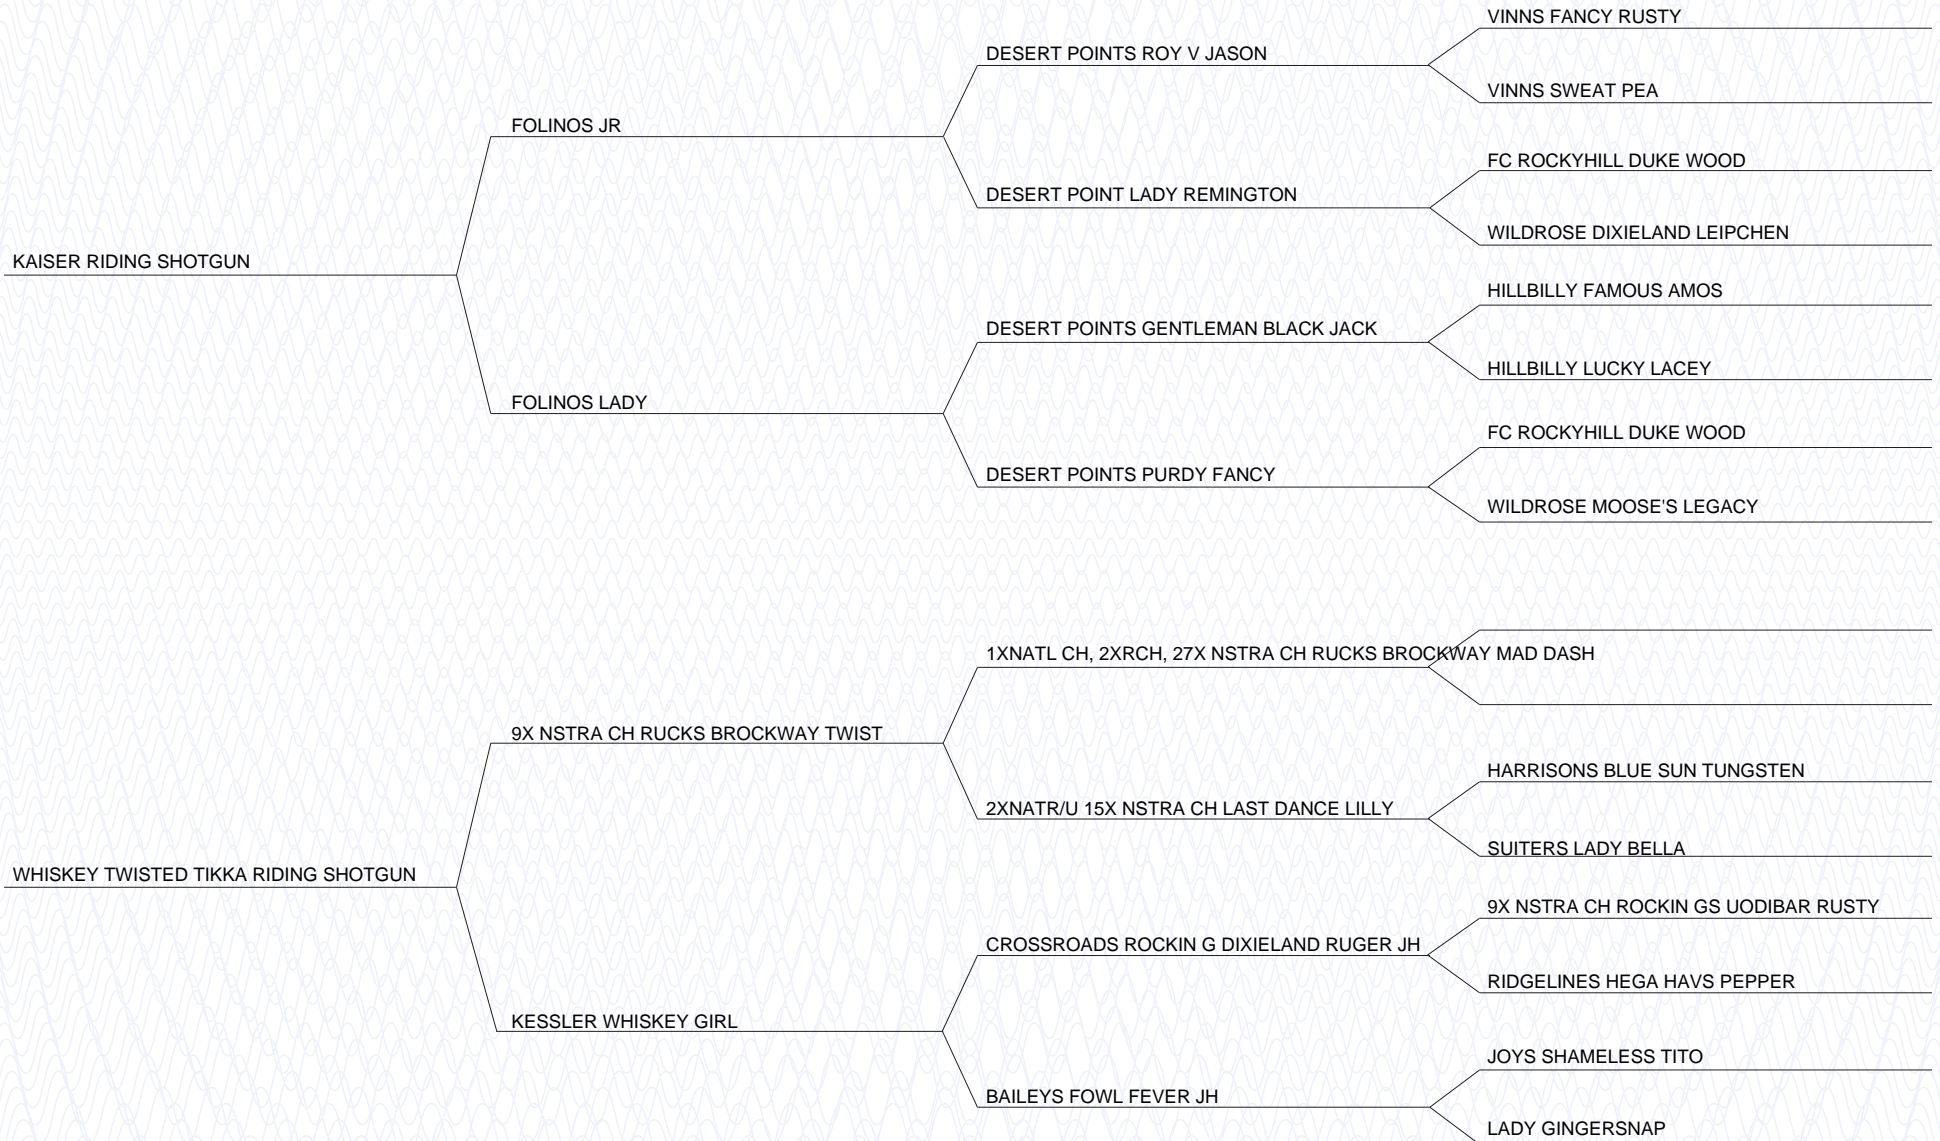 VINNS FANCY RUSTY
DESERT POINTS ROY V JASON
VINNS SWEAT PEA
FOLINOS JR
FC ROCKYHILL DUKE WOOD
DESERT POINT LADY REMINGTON
WILDROSE DIXIELAND LEIPCHEN
KAISER RIDING SHOTGUN
HILLBILLY FAMOUS AMOS
DESERT POINTS GENTLEMAN BLACK JACK
HILLBILLY LUCKY LACEY
FOLINOS LADY
FC ROCKYHILL DUKE WOOD
DESERT POINTS PURDY FANCY
WILDROSE MOOSE'S LEGACY
1XNATL CH, 2XRCH, 27X NSTRA CH RUCKS BROCKWAY MAD DASH
9X NSTRA CH RUCKS BROCKWAY TWIST
HARRISONS BLUE SUN TUNGSTEN
2XNATR/U 15X NSTRA CH LAST DANCE LILLY
SUITERS LADY BELLA
WHISKEY TWISTED TIKKA RIDING SHOTGUN
9X NSTRA CH ROCKIN GS UODIBAR RUSTY
CROSSROADS ROCKIN G DIXIELAND RUGER JH
RIDGELINES HEGA HAVS PEPPER
KESSLER WHISKEY GIRL
JOYS SHAMELESS TITO
BAILEYS FOWL FEVER JH
LADY GINGERSNAP